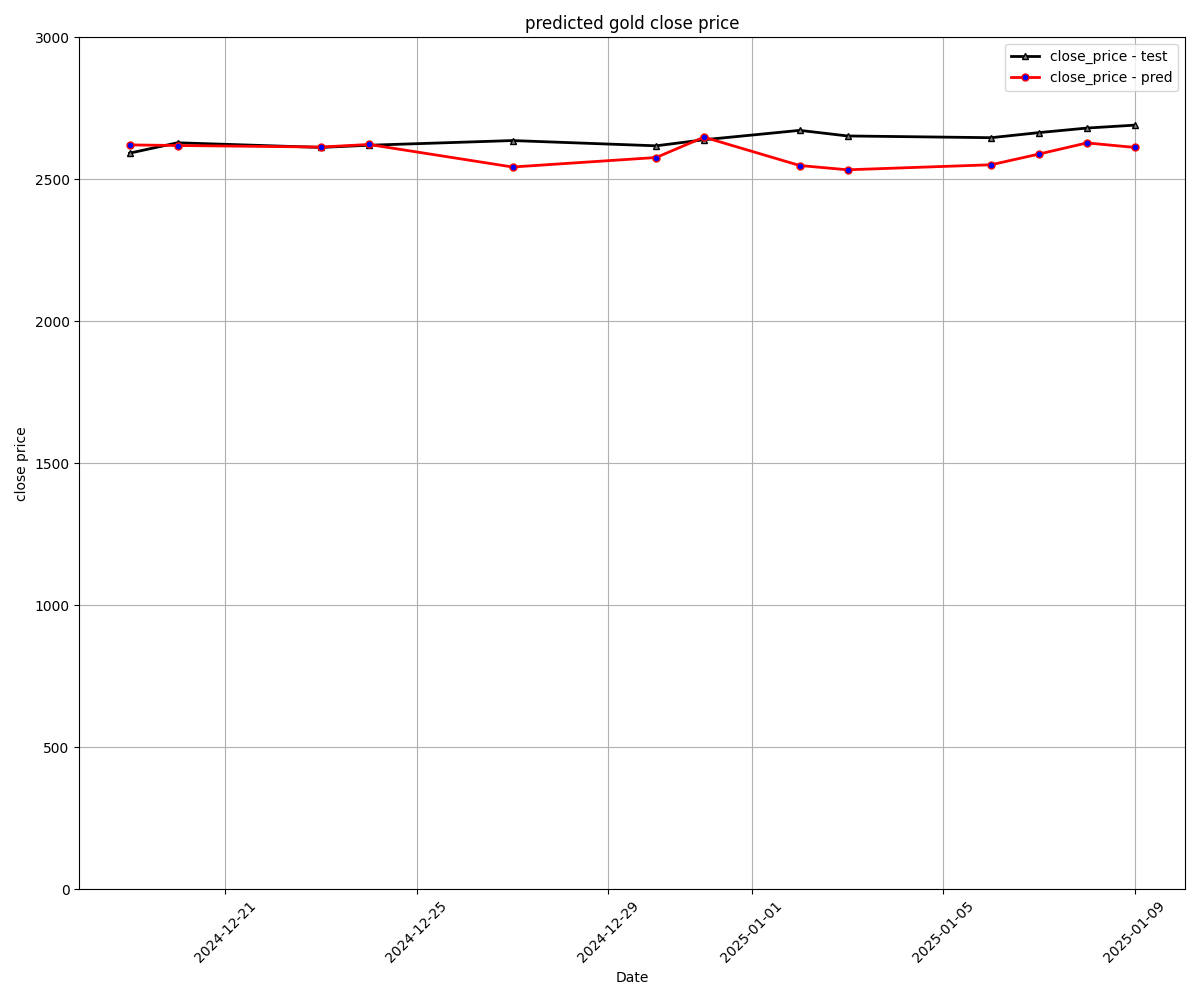 predicted gold close price
close_price - test
close_price - pred
3000
2500
2000
1500
1000
500
0
close price
2024-12-21
2024-12-25
2024-12-29
2025-01-01
2025-01-05
2025-01-09
Date